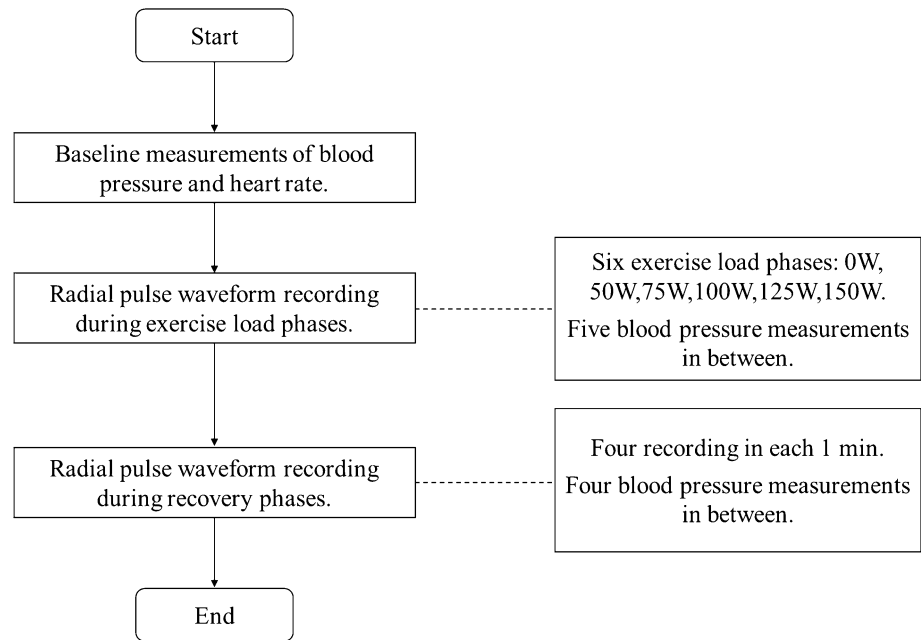 Start
Baseline measurements of blood
pressure and heart rate.
Radial pulse waveform recording
during exercise load phases.
Six exercise load phases: 0W,
50W,75W,100W,125W,150W.
Five blood pressure measurements
in between.
Radial pulse waveform recording
during recovery phases.
Four recording in each 1 min.
Four blood pressure measurements
in between.
End